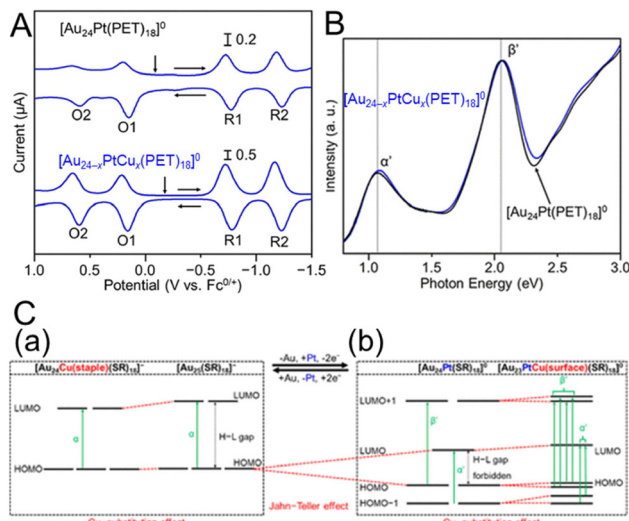 A
[Au24Pt(PET)18]0
0.2
O2
O1
R1
R2
[Au24-xPtCux(PET)18]0
0.5
O2
O1
R1
R2
Current (μA)
1.0 0.5 0.0 -0.5 -1.0 -1.5
Potential (V vs. Fc0/+)
B
β'
[Au24-xPtCux(PET)18]0
α'
[Au24Pt(PET)18]0
Intensity (a. u.)
1.0 1.5 2.0 2.5 3.0
Photon Energy (eV)
C
(a)
[Au24Cu(staple)(SR)18]-
[Au25(SR)18]-
LUMO
LUMO
α
α
H-L gap
HOMO
HOMO
-Au, +Pt, -2e-
+Au, -Pt, +2e-
Jahn-Teller effect
(b)
[Au24Pt(SR)18]0
[Au23PtCu(surface)(SR)18]0
β'
LUMO+1
β'
LUMO
LUMO
α'
α'
H-L gap
forbidden
HOMO
HOMO
HOMO-1